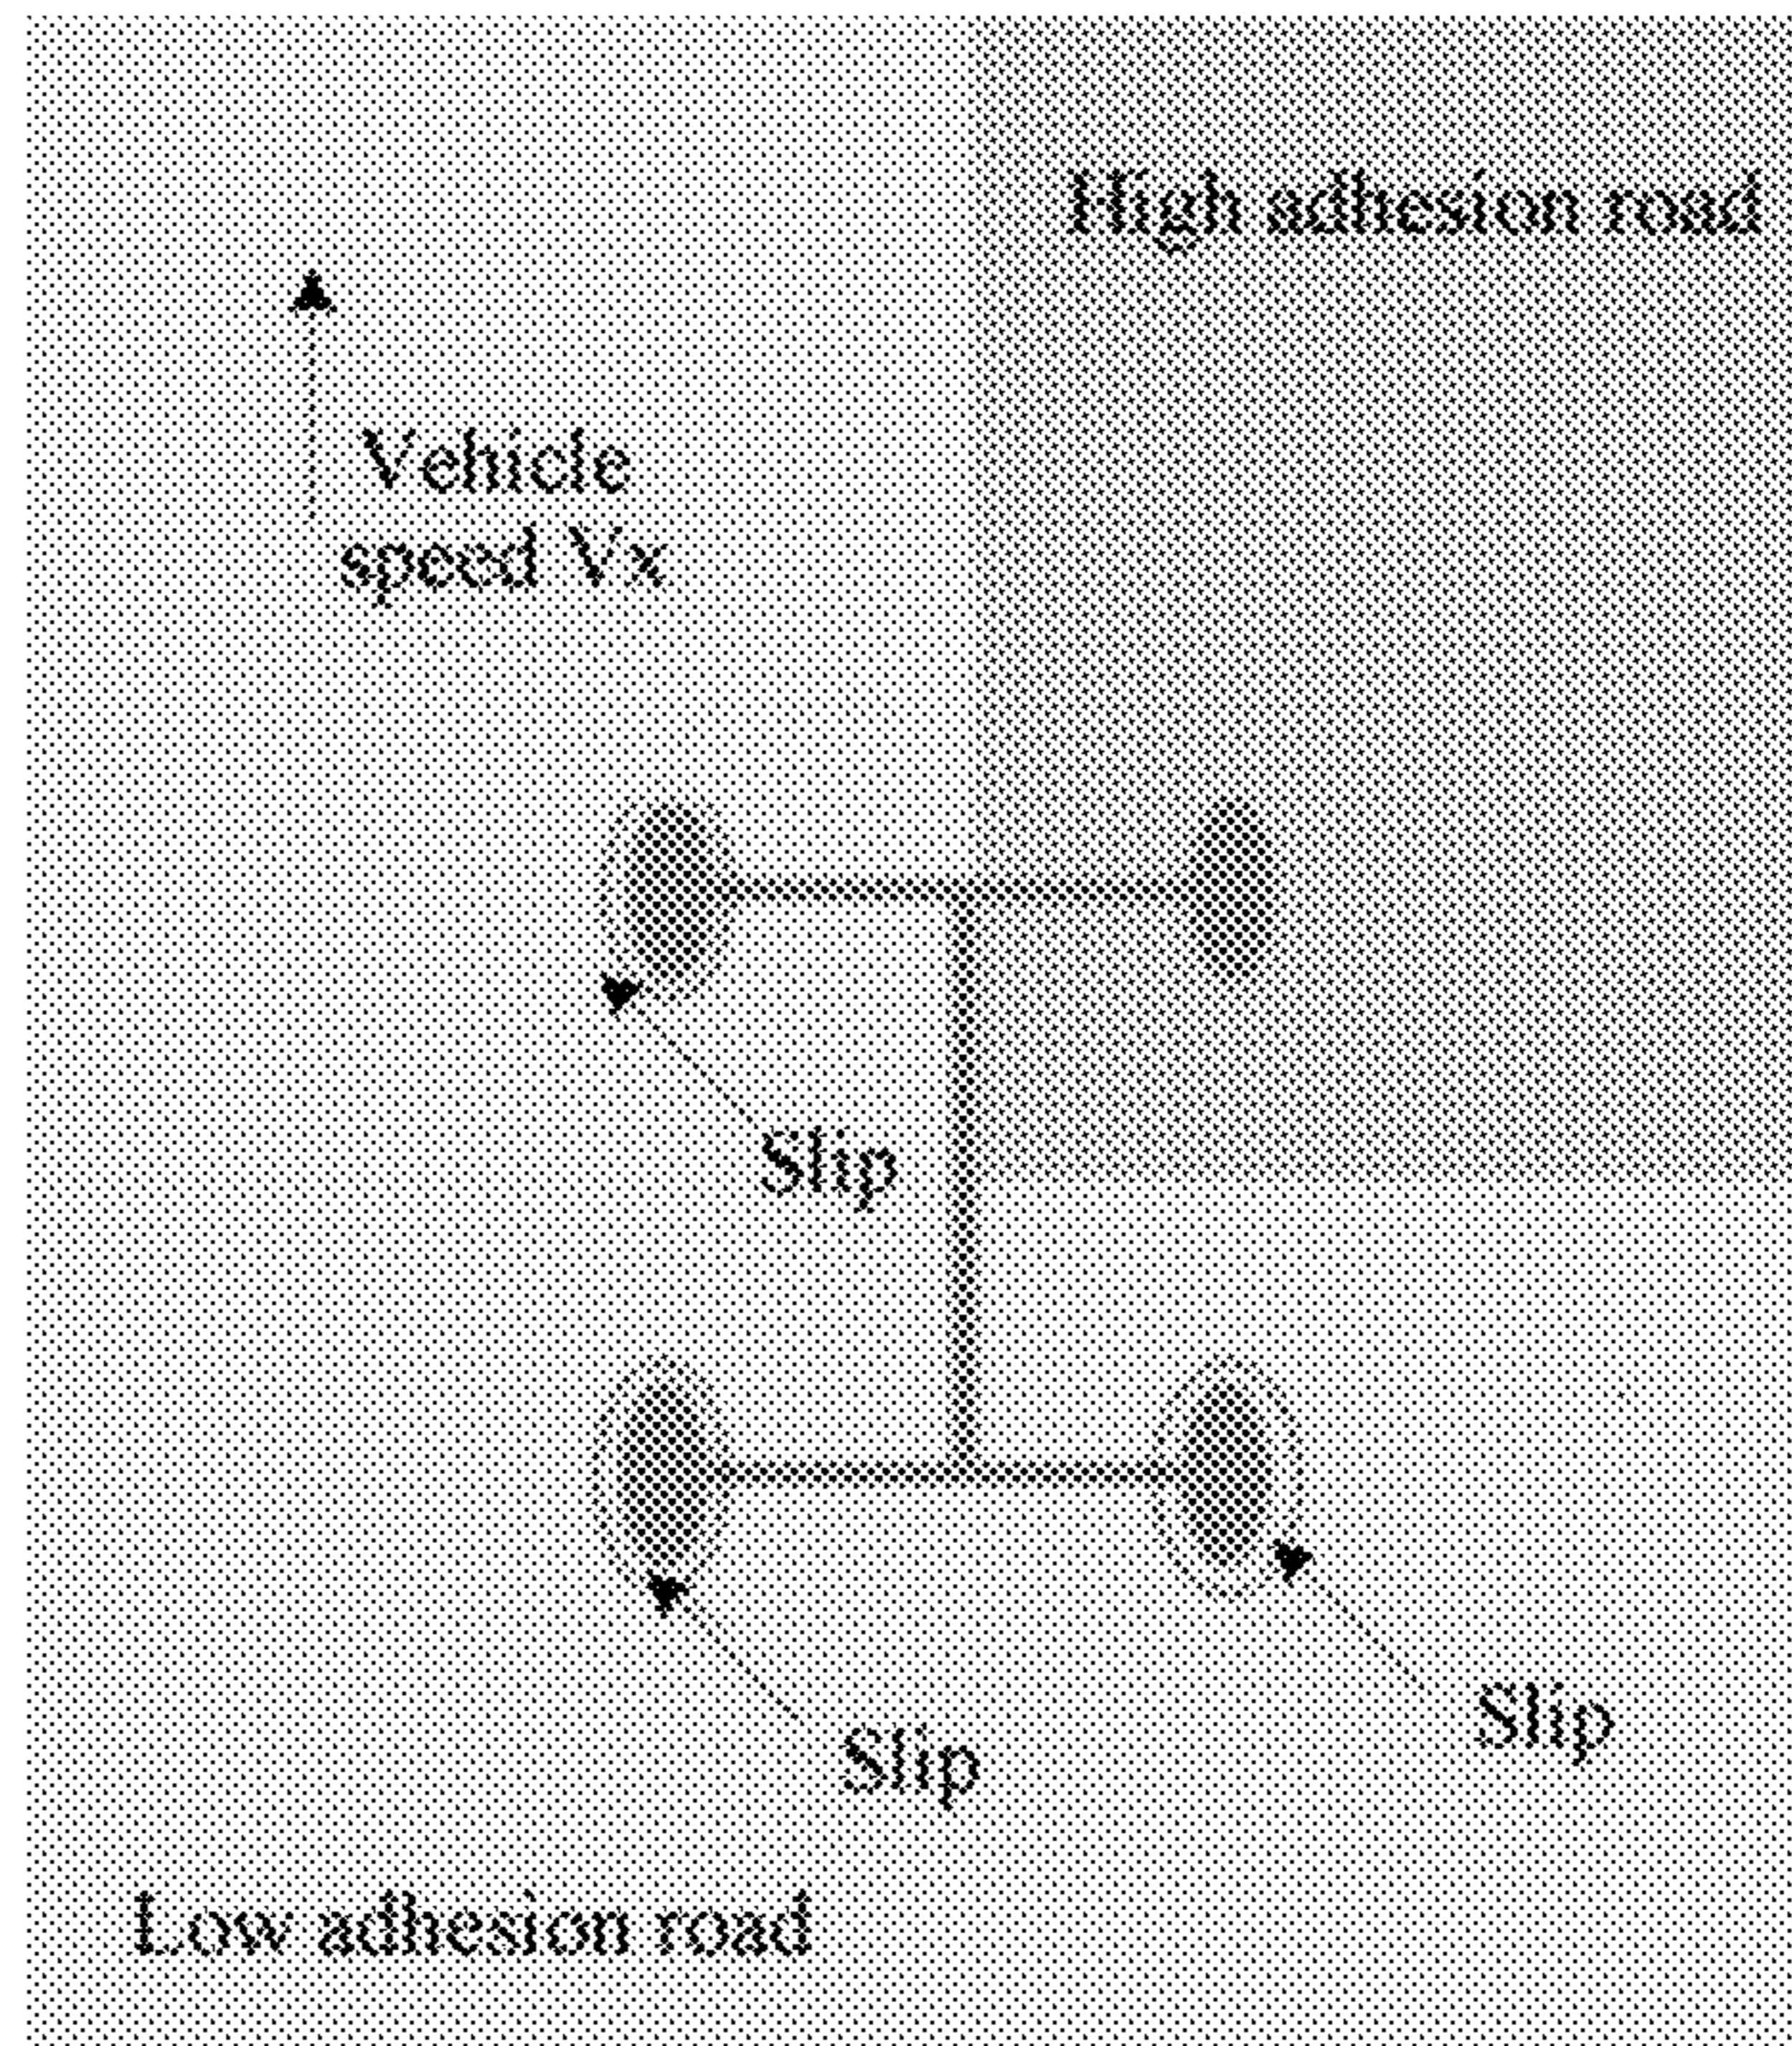 High adhesion road
Vehicle
speed Vx
Slip
Slip
Slip
Low adhesion road